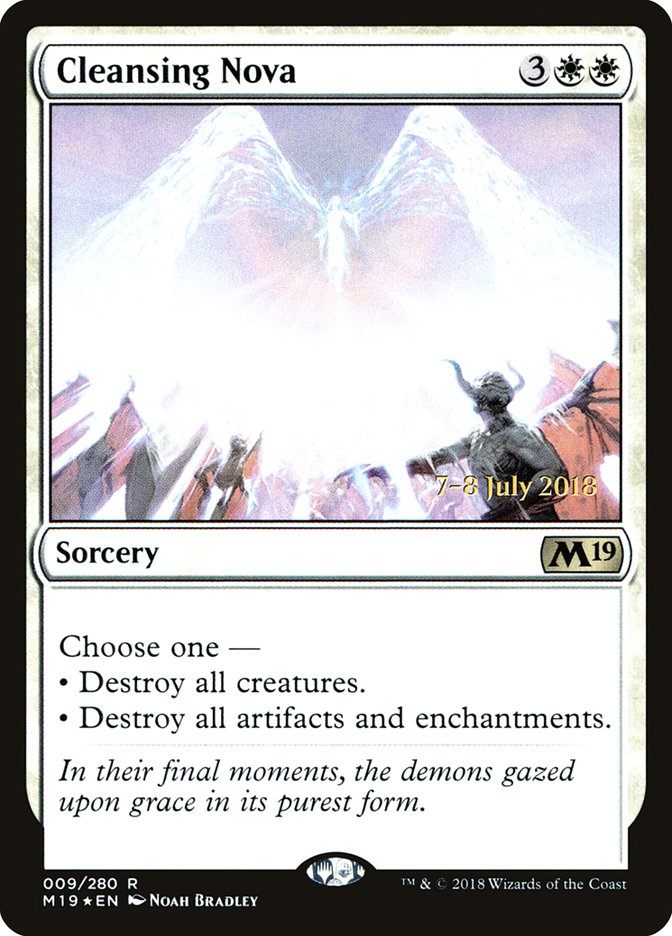 Cleansing Nova 3
7–8 July 2018
Sorcery M19
Choose one —
• Destroy all creatures.
• Destroy all artifacts and enchantments.
In their final moments, the demons gazed
upon grace in its purest form.
009/280 R
M19★EN Noah Bradley
™ & © 2018 Wizards of the Coast